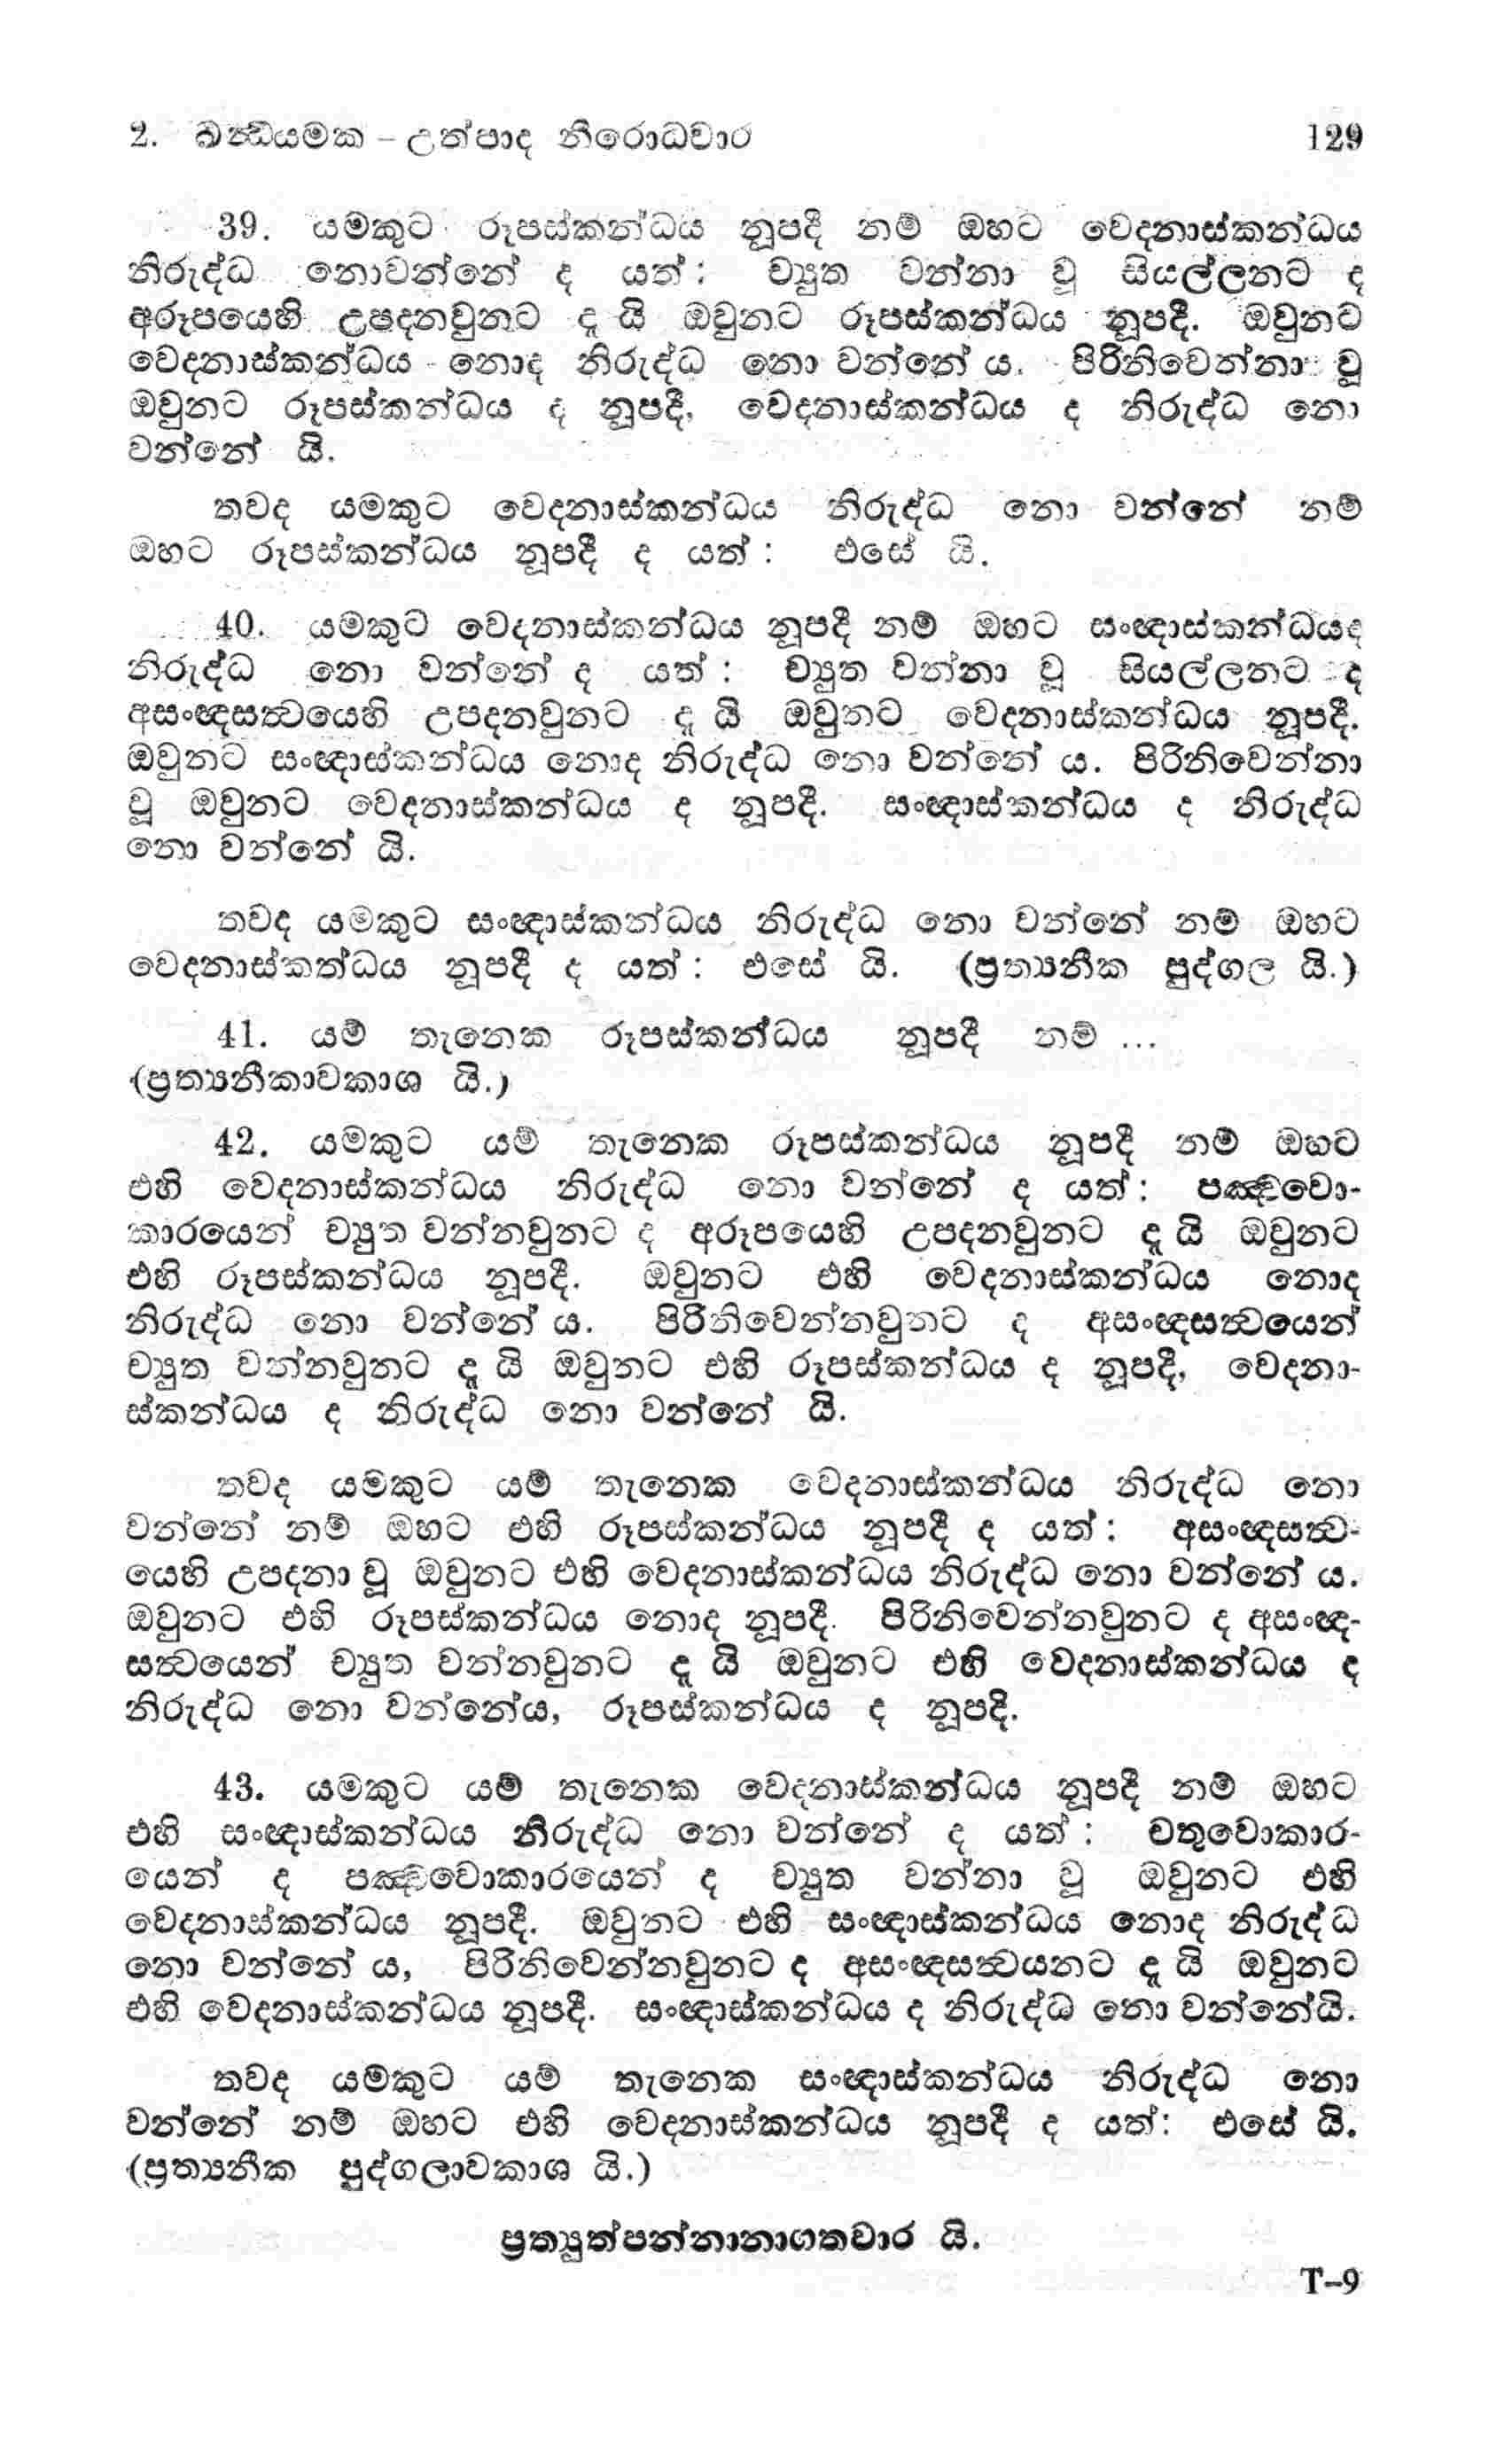 2. ඛන්ධයමක – උත්පාද නිරොධවාර 129
39. යමකුට රූපස්කන්ධය නූපදී නම් ඔහට වෙදනාස්කන්ධය
නිරුද්ධ නොවන්නේ ද යත්: ච්‍යුත වන්නා වූ සියල්ලනට ද
අරූපයෙහි උපදනවුනට දූ යි ඔවුනට රූපස්කන්ධය නූපදී. ඔවුනට
වෙදනාස්කන්ධය නොද නිරුද්ධ නො වන්නේ ය. පිරිනිවෙන්නා වූ
ඔවුනට රූපස්කන්ධය ද නූපදී, වෙදනාස්කන්ධය ද නිරුද්ධ නො
වන්නේ යි.
තවද යමකුට වෙදනාස්කන්ධය නිරුද්ධ නො වන්නේ නම්
ඔහට රූපස්කන්ධය නූපදී ද යත්: එසේ යි.
40. යමකුට වෙදනාස්කන්ධය නූපදී නම් ඔහට සංඥාස්කන්ධයද
නිරුද්ධ නො වන්නේ ද යත්: ච්‍යුත වන්නා වූ සියල්ලනට ද
අසංඥසත්‍වයෙහි උපදනවුනට දූ යි ඔවුනට වෙදනාස්කන්ධය නූපදී.
ඔවුනට සංඥාස්කන්ධය නොද නිරුද්ධ නො වන්නේ ය. පිරිනිවෙන්නා
වූ ඔවුනට වෙදනාස්කන්ධය ද නූපදී. සංඥාස්කන්ධය ද නිරුද්ධ
නො වන්නේ යි.
තවද යමකුට සංඥාස්කන්ධය නිරුද්ධ නො වන්නේ නම් ඔහට
වෙදනාස්කන්ධය නූපදී ද යත්: එසේ යි. (ප්‍රත්‍යනීක පුද්ගල යි.)
41. යම් තැනෙක රූපස්කන්ධය නූපදී නම් ...
(ප්‍රත්‍යනීකාවකාශ යි.)
42. යමකුට යම් තැනෙක රූපස්කන්ධය නූපදී නම් ඔහට
එහි වෙදනාස්කන්ධය නිරුද්ධ නො වන්නේ ද යත්: පඤ්චවො-
කාරයෙන් ච්‍යුත වන්නවුනට ද අරූපයෙහි උපදනවුනට දූ යි ඔවුනට
එහි රූපස්කන්ධය නූපදී. ඔවුනට එහි වෙදනාස්කන්ධය නොද
නිරුද්ධ නො වන්නේ ය. පිරිනිවෙන්නවුනට ද අසංඥසත්‍වයෙන්
ච්‍යුත වන්නවුනට දූ යි ඔවුනට එහි රූපස්කන්ධය ද නූපදී, වෙදනා-
ස්කන්ධය ද නිරුද්ධ නො වන්නේ යි.
තවද යමකුට යම් තැනෙක වෙදනාස්කන්ධය නිරුද්ධ නො
වන්නේ නම් ඔහට එහි රූපස්කන්ධය නූපදී ද යත්: අසංඥසත්‍ව-
යෙහි උපදනා වූ ඔවුනට එහි වෙදනාස්කන්ධය නිරුද්ධ නො වන්නේ ය.
ඔවුනට එහි රූපස්කන්ධය නොද නූපදී. පිරිනිවෙන්නවුනට ද අසංඥ-
සත්‍වයෙන් ච්‍යුත වන්නවුනට දූ යි ඔවුනට එහි වෙදනාස්කන්ධය ද
නිරුද්ධ නො වන්නේය, රූපස්කන්ධය ද නූපදි.
43. යමකුට යම් තැනෙක වෙදනාස්කන්ධය නූපදී නම් ඔහට
එහි සංඥාස්කන්ධය නිරුද්ධ නො වන්නේ ද යත්: චතුවොකාර-
යෙන් ද පඤ්චවොකාරයෙන් ද ච්‍යුත වන්නා වූ ඔවුනට එහි
වෙදනාස්කන්ධය නූපදී. ඔවුනට එහි සංඥාස්කන්ධය නොද නිරුද්ධ
නො වන්නේ ය, පිරිනිවෙන්නවුනට ද අසංඥසත්‍වයනට දූ යි ඔවුනට
එහි වෙදනාස්කන්ධය නූපදී. සංඥාස්කන්ධය ද නිරුද්ධ නො වන්නේයි.
තවද යමකුට යම් තැනෙක සංඥාස්කන්ධය නිරුද්ධ නො
වන්නේ නම් ඔහට එහි වෙදනාස්කන්ධය නූපදී ද යත්: එසේ යි.
(ප්‍රත්‍යනීක පුද්ගලාවකාශ යි.)
ප්‍රත්‍යුත්පන්නානාගතවාර යි.
T–9